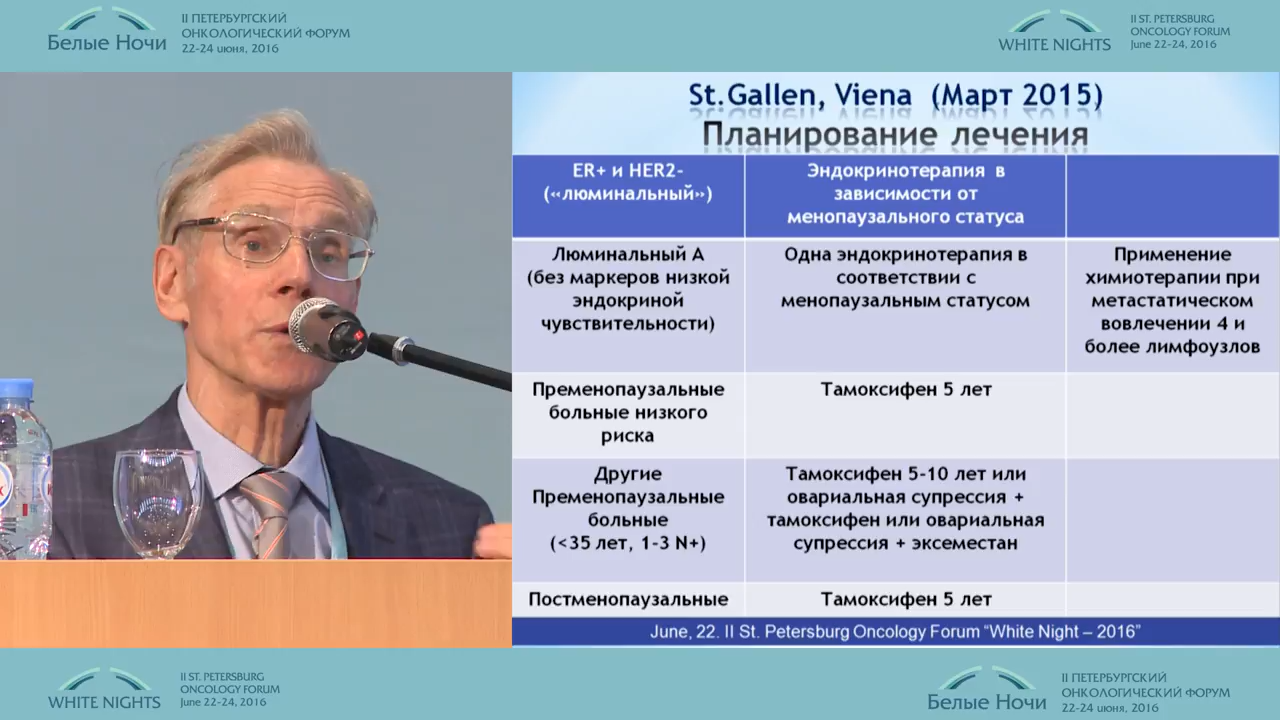 Белые Ночи
II ПЕТЕРБУРГСКИЙ
ОНКОЛОГИЧЕСКИЙ ФОРУМ
22-24 июня, 2016
WHITE NIGHTS
II ST. PETERSBURG
ONCOLOGY FORUM
June 22-24, 2016
St.Gallen, Viena (Март 2015)
Планирование лечения
ER+ и HER2-
(«люминальный»)
Эндокринотерапия в
зависимости от
менопаузального статуса
Люминальный А
(без маркеров низкой
эндокриной
чувствительности)
Одна эндокринотерапия в
соответствии с
менопаузальным статусом
Применение
химиотерапии при
метастатическом
вовлечении 4 и
более лимфоузлов
Пременопаузальные
больные низкого
риска
Тамоксифен 5 лет
Другие
Пременопаузальные
больные
(<35 лет, 1-3 N+)
Тамоксифен 5-10 лет или
овариальная супрессия +
тамоксифен или овариальная
супрессия + эксеместан
Постменопаузальные
Тамоксифен 5 лет
June, 22. II St. Petersburg Oncology Forum “White Night – 2016”
WHITE NIGHTS
II ST. PETERSBURG
ONCOLOGY FORUM
June 22-24, 2016
Белые Ночи
II ПЕТЕРБУРГСКИЙ
ОНКОЛОГИЧЕСКИЙ ФОРУМ
22-24 июня, 2016